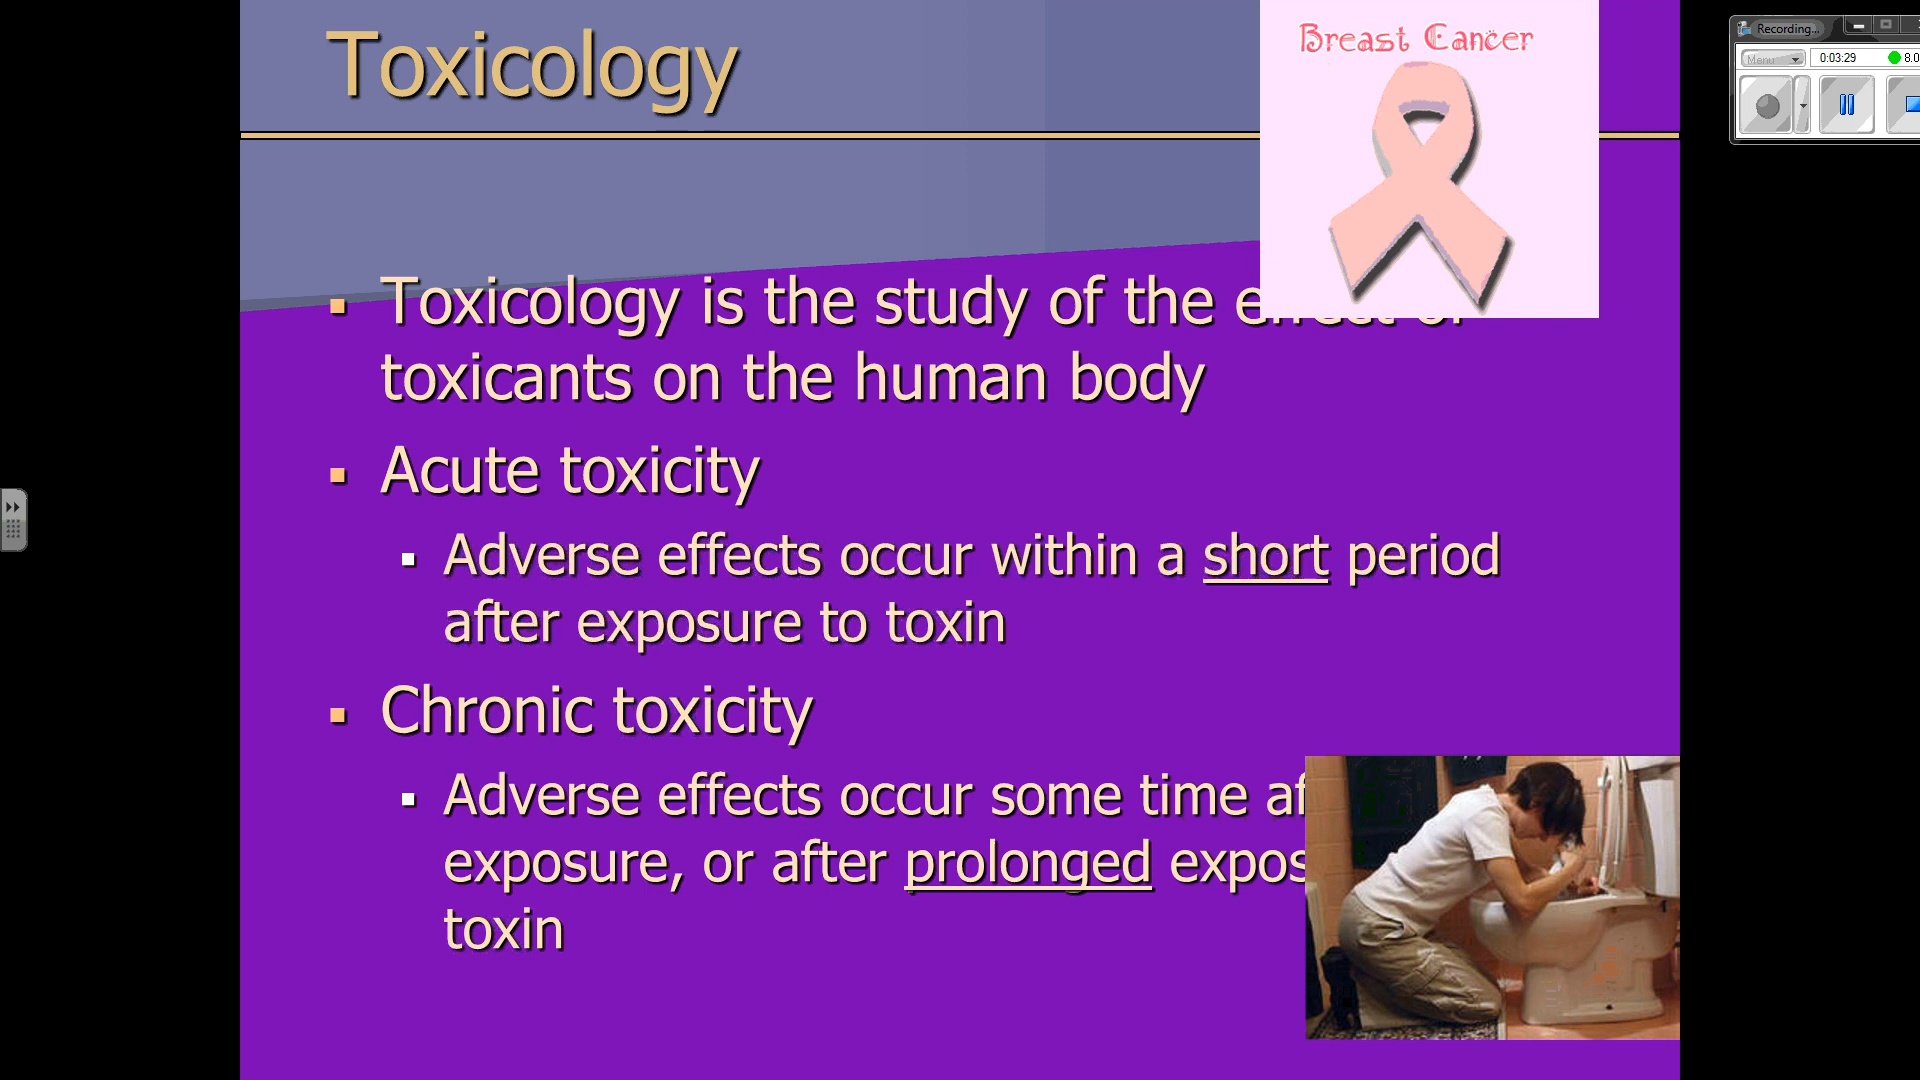 Toxicology
Breast Cancer
Recording...
Menu
0:03:29
8.0
Toxicology is the study of the
toxicants on the human body
Acute toxicity
Adverse effects occur within a short period
after exposure to toxin
Chronic toxicity
Adverse effects occur some time af
exposure, or after prolonged expos
toxin